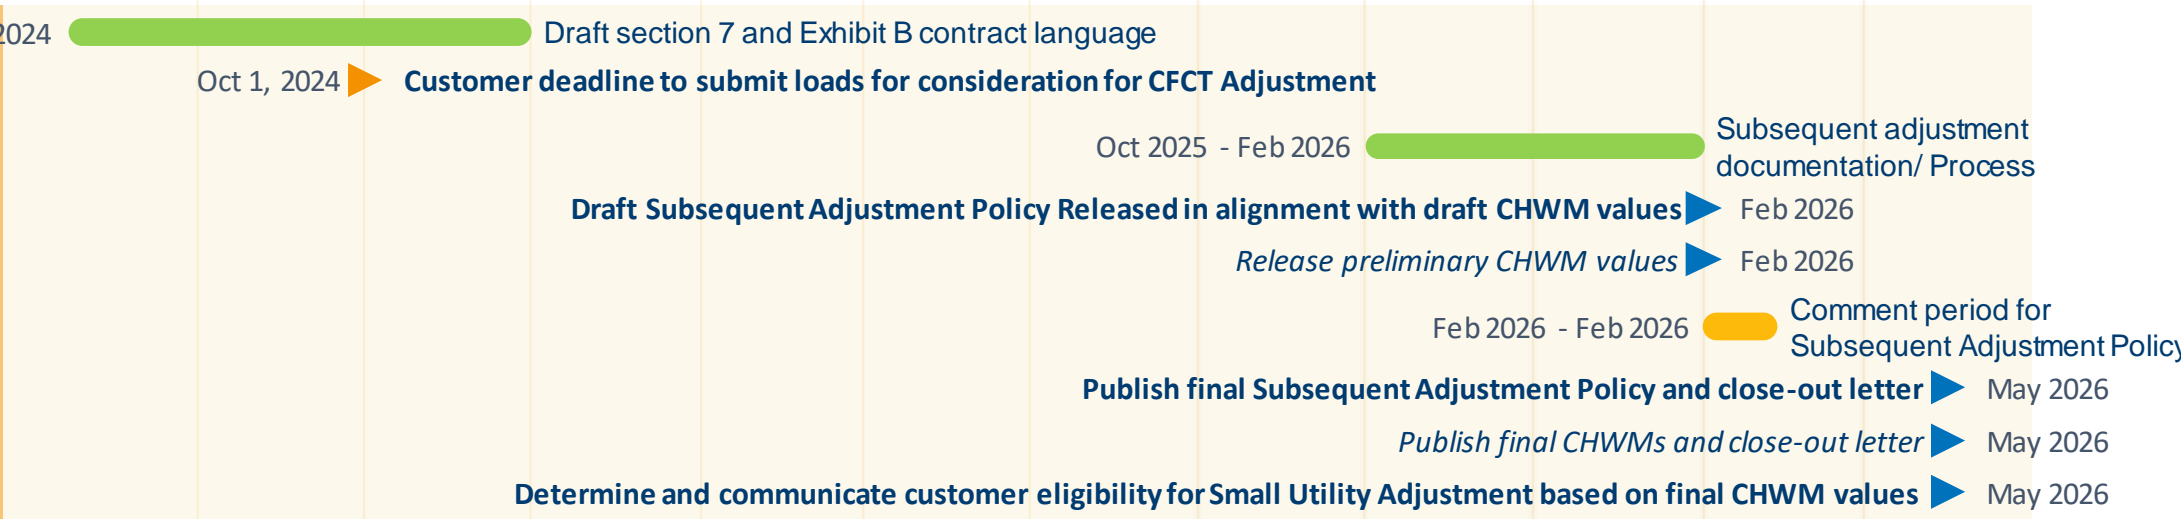 2024 Draft section 7 and Exhibit B contract language
Oct 1, 2024 Customer deadline to submit loads for consideration for CFCT Adjustment
Oct 2025 - Feb 2026 Subsequent adjustment
documentation/ Process
Draft Subsequent Adjustment Policy Released in alignment with draft CHWM values Feb 2026
Release preliminary CHWM values Feb 2026
Feb 2026 - Feb 2026 Comment period for
Subsequent Adjustment Policy
Publish final Subsequent Adjustment Policy and close-out letter May 2026
Publish final CHWMs and close-out letter May 2026
Determine and communicate customer eligibility for Small Utility Adjustment based on final CHWM values May 2026